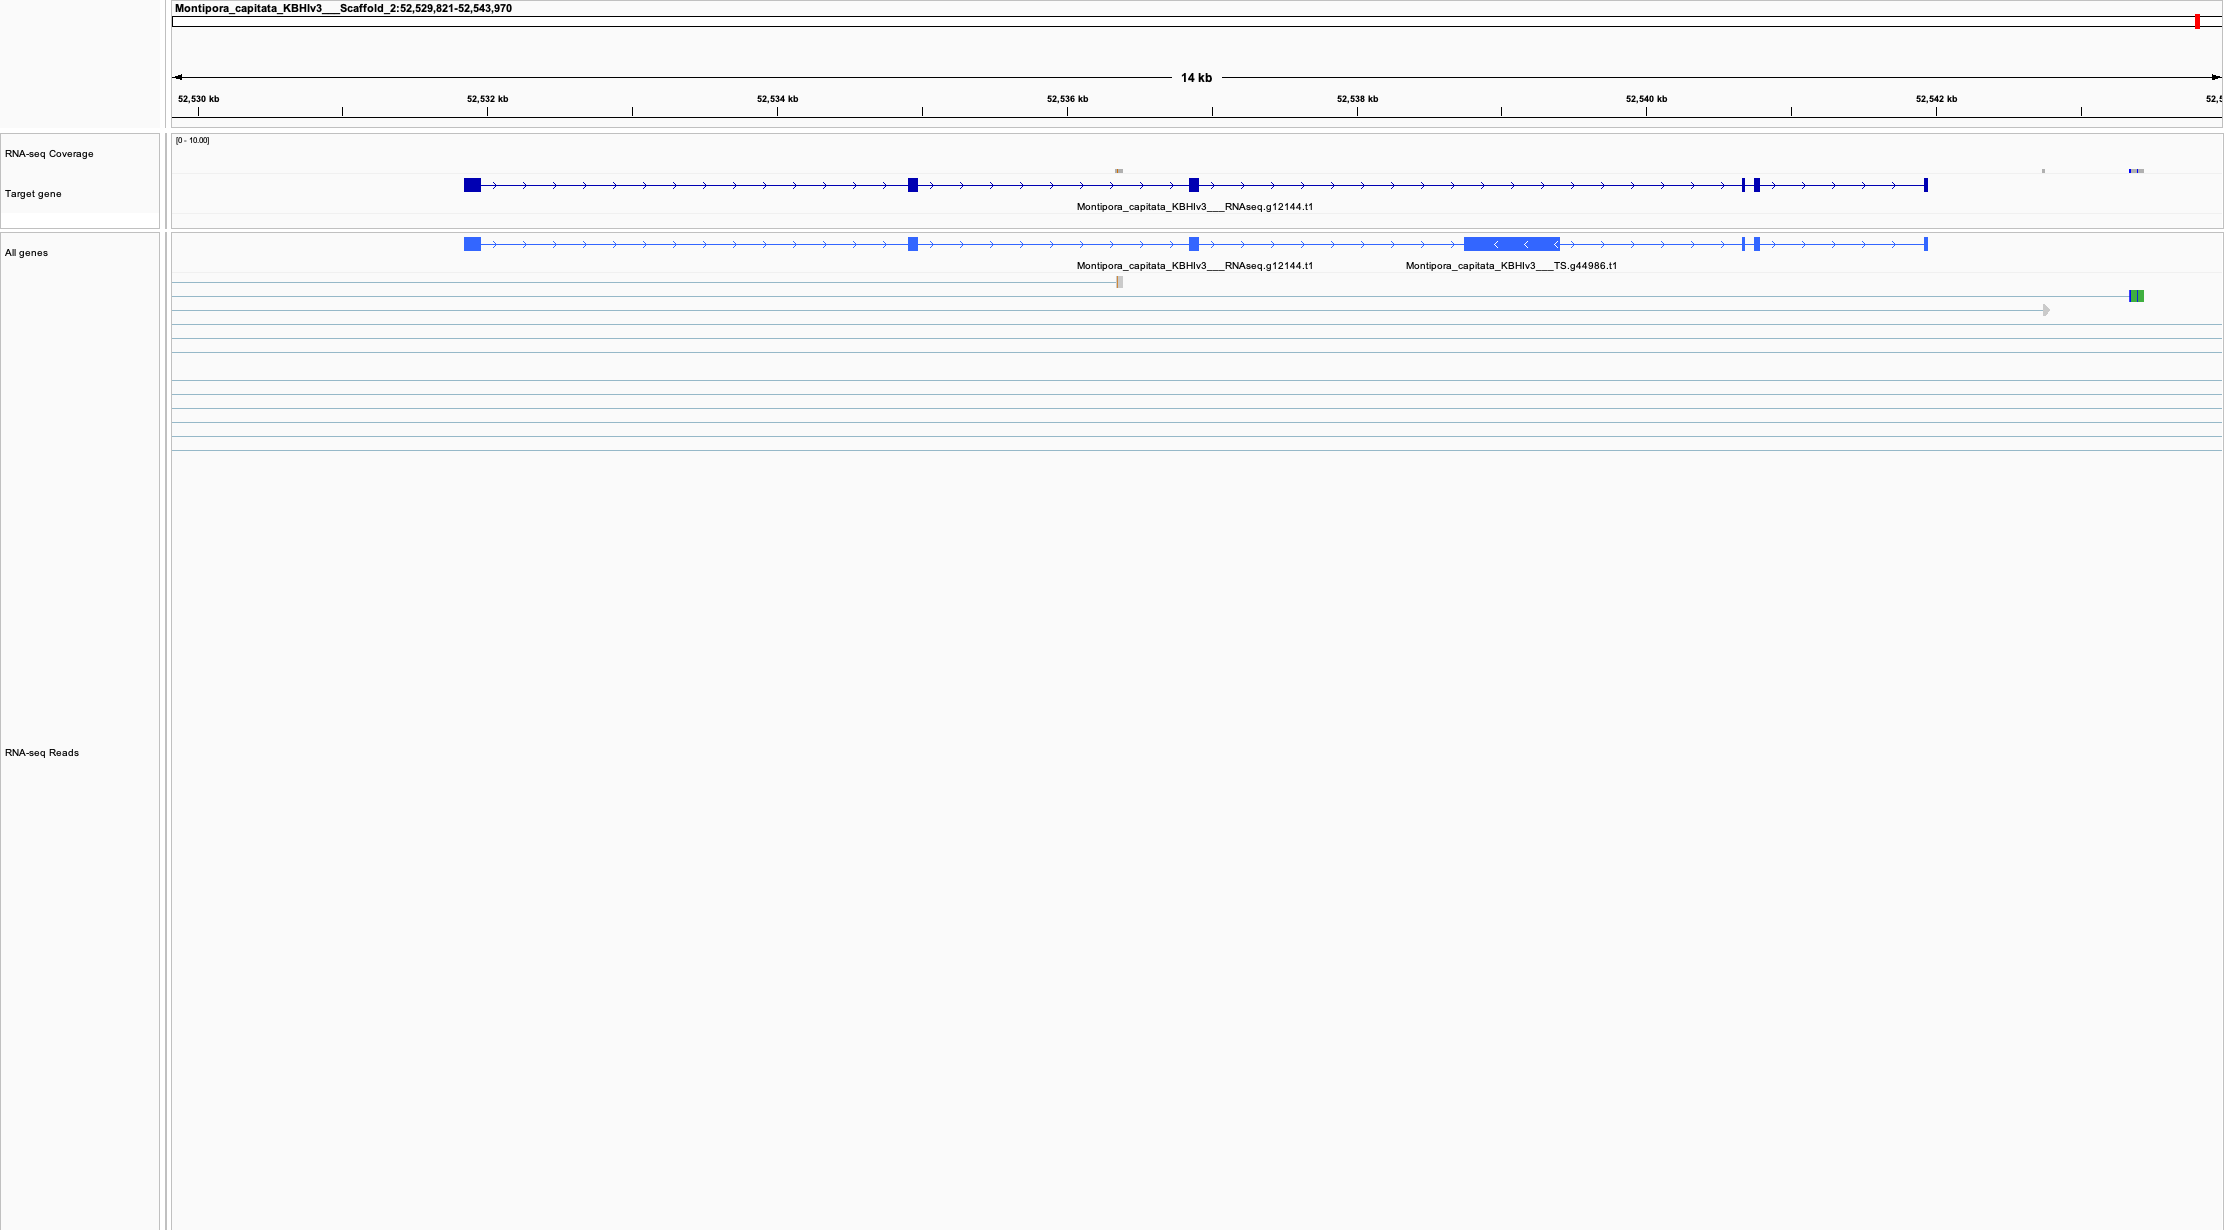 Montipora_capitata_KBHIv3___Scaffold_2:52,529,821-52,543,970
14 kb
52,530 kb 52,532 kb 52,534 kb 52,536 kb 52,538 kb 52,540 kb 52,542 kb 52,5
[0 - 10.00]
RNA-seq Coverage
Target gene
Montipora_capitata_KBHIv3___RNAseq.g12144.t1
All genes
Montipora_capitata_KBHIv3___RNAseq.g12144.t1 Montipora_capitata_KBHIv3___TS.g44986.t1
RNA-seq Reads